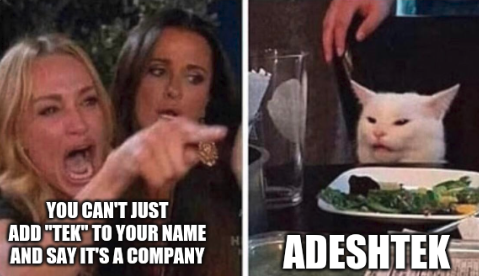 YOU CAN'T JUST
ADD "TEK" TO YOUR NAME
AND SAY IT'S A COMPANY
ADESHTEK